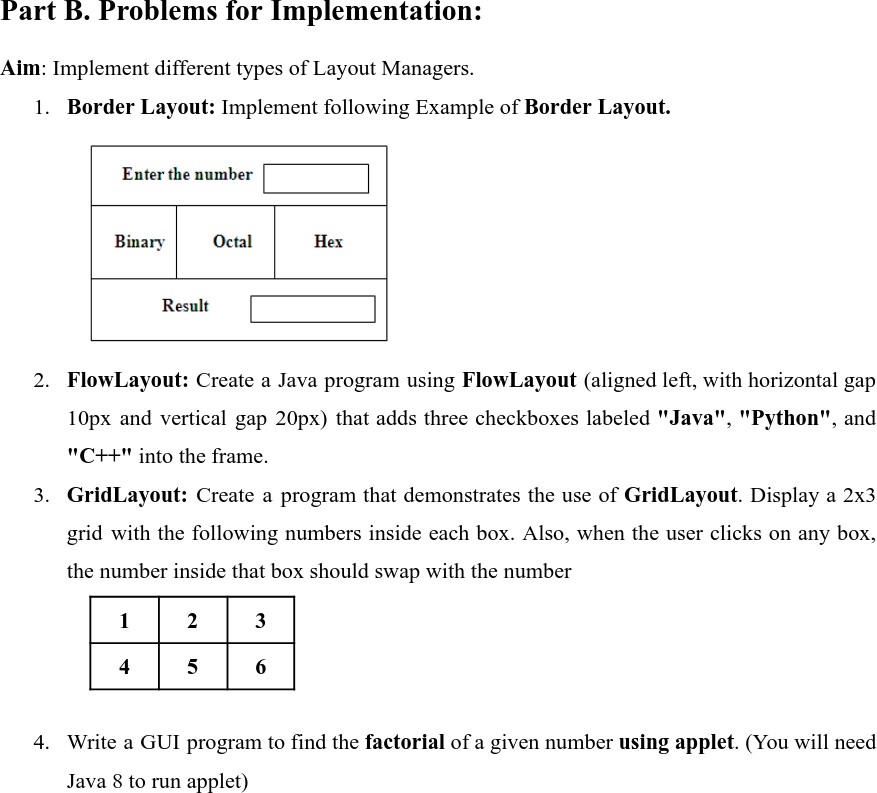 Part B. Problems for Implementation:
Aim: Implement different types of Layout Managers.
1. Border Layout: Implement following Example of Border Layout.
Enter the number
Binary Octal Hex
Result
2. FlowLayout: Create a Java program using FlowLayout (aligned left, with horizontal gap
10px and vertical gap 20px) that adds three checkboxes labeled "Java", "Python", and
"C++" into the frame.
3. GridLayout: Create a program that demonstrates the use of GridLayout. Display a 2x3
grid with the following numbers inside each box. Also, when the user clicks on any box,
the number inside that box should swap with the number
1 2 3
4 5 6
4. Write a GUI program to find the factorial of a given number using applet. (You will need
Java 8 to run applet)